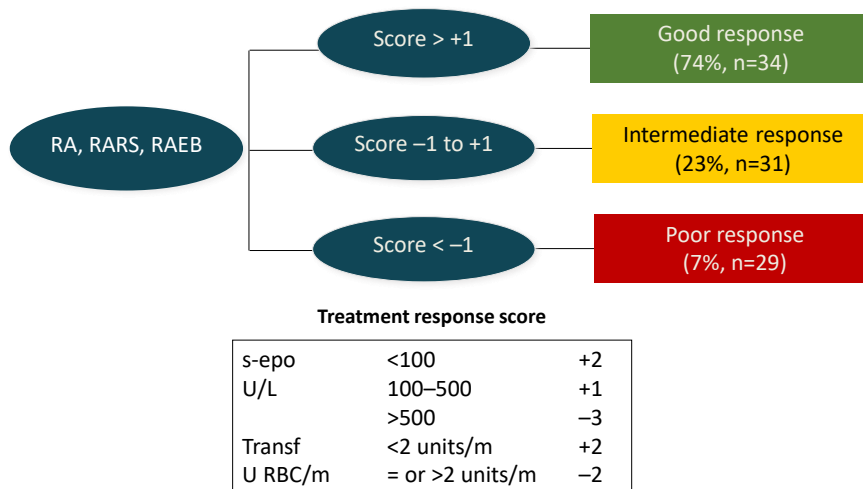 Score > +1
Good response
(74%, n=34)
RA, RARS, RAEB
Score –1 to +1
Intermediate response
(23%, n=31)
Score < –1
Poor response
(7%, n=29)
Treatment response score
s-epo <100 +2
U/L 100–500 +1
>500 –3
Transf <2 units/m +2
U RBC/m = or >2 units/m –2